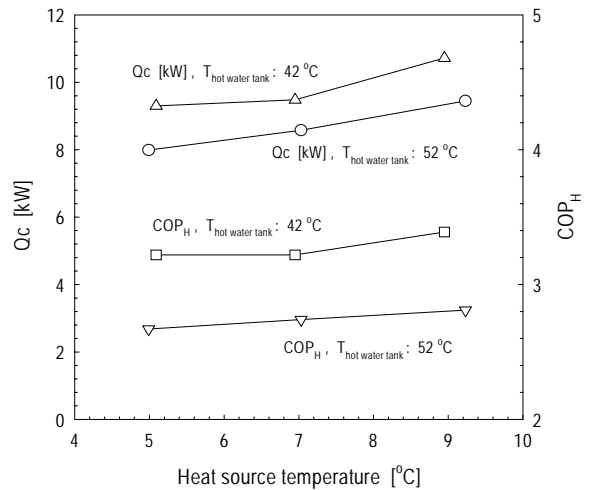 12
10
8
6
4
2
0
5
4
3
2
4
5
6
7
8
9
10
Qc [kW]
COP_H
Heat source temperature [°C]
Qc [kW], T_hot water tank: 42 °C
Qc [kW], T_hot water tank: 52 °C
COP_H, T_hot water tank: 42 °C
COP_H, T_hot water tank: 52 °C